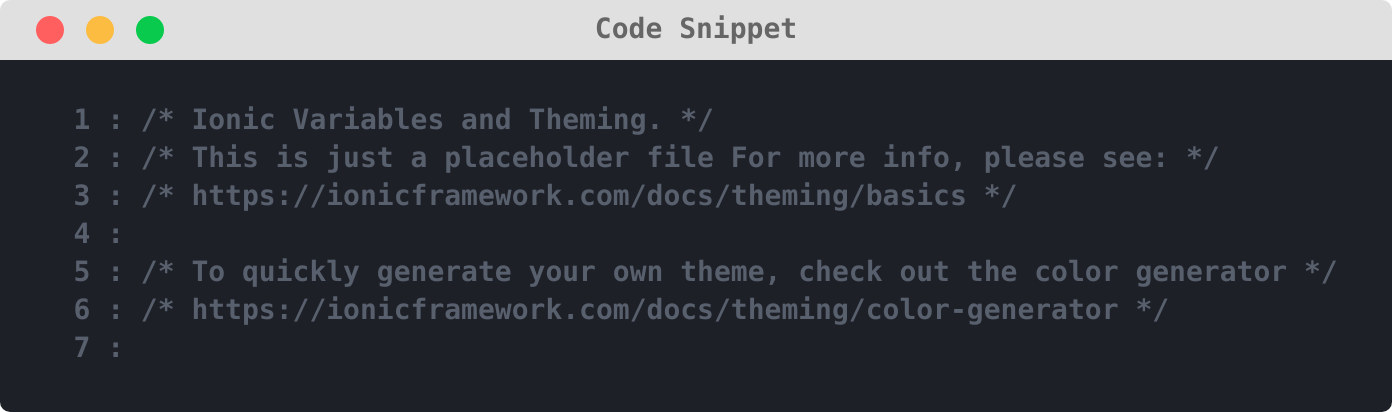 Code Snippet
1 : /* Ionic Variables and Theming. */
2 : /* This is just a placeholder file For more info, please see: */
3 : /* https://ionicframework.com/docs/theming/basics */
4 :
5 : /* To quickly generate your own theme, check out the color generator */
6 : /* https://ionicframework.com/docs/theming/color-generator */
7 :